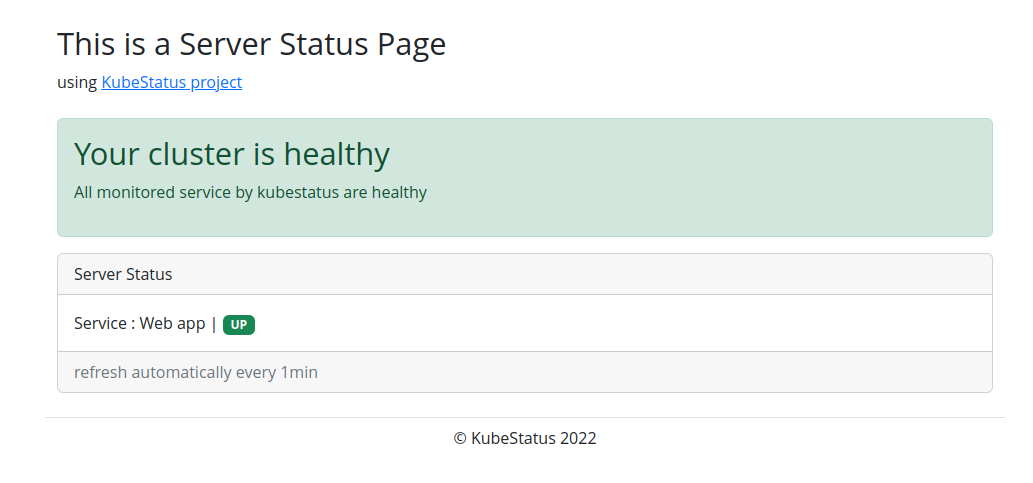 This is a Server Status Page
using KubeStatus project
Your cluster is healthy
All monitored service by kubestatus are healthy
Server Status
Service : Web app | UP
refresh automatically every 1min
© KubeStatus 2022